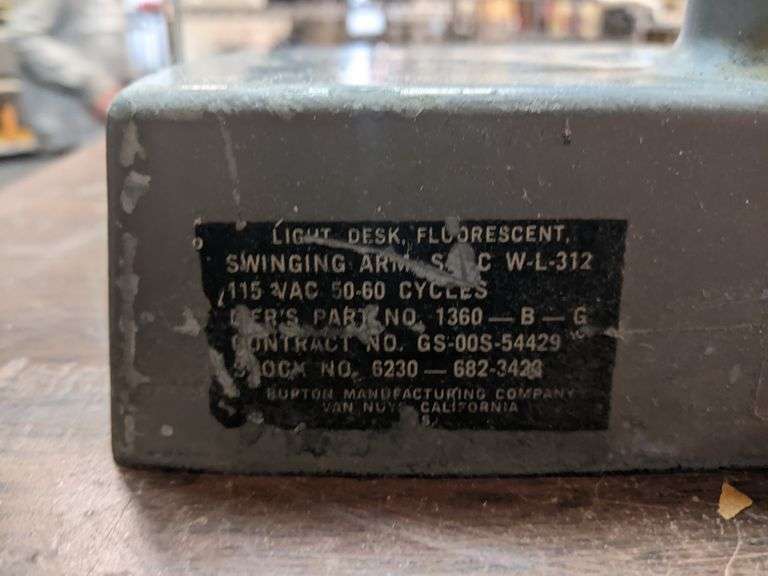 LIGHT, DESK, FLUORESCENT,
SWINGING ARM, W-L-312
115 VAC 50-60 CYCLES
PART NO. 1360 — B — G
CONTRACT NO. GS-00S-54429
STOCK NO. 6230 — 682-3423
BURTON MANUFACTURING COMPANY
VAN NUYS CALIFORNIA